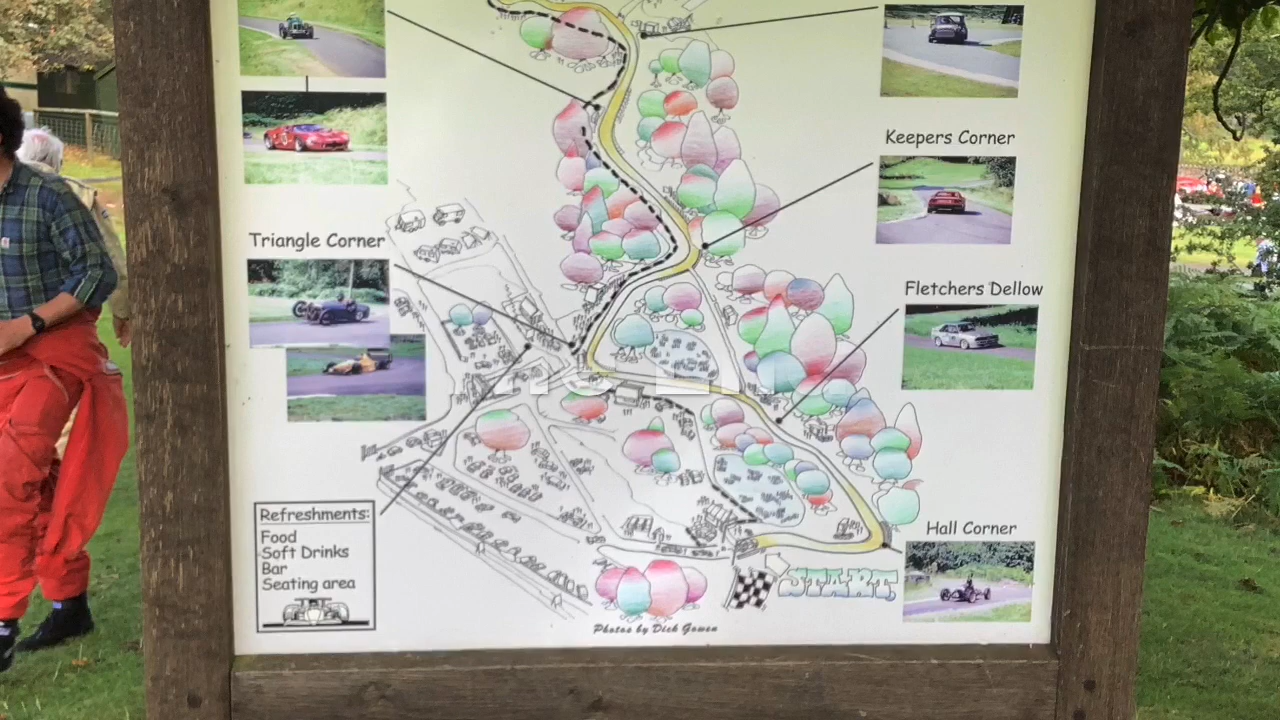 Keepers Corner
Triangle Corner
Fletchers Dellow
Refreshments:
Food
Soft Drinks
Bar
Seating area
Hall Corner
START
Photos by Dick Gowen